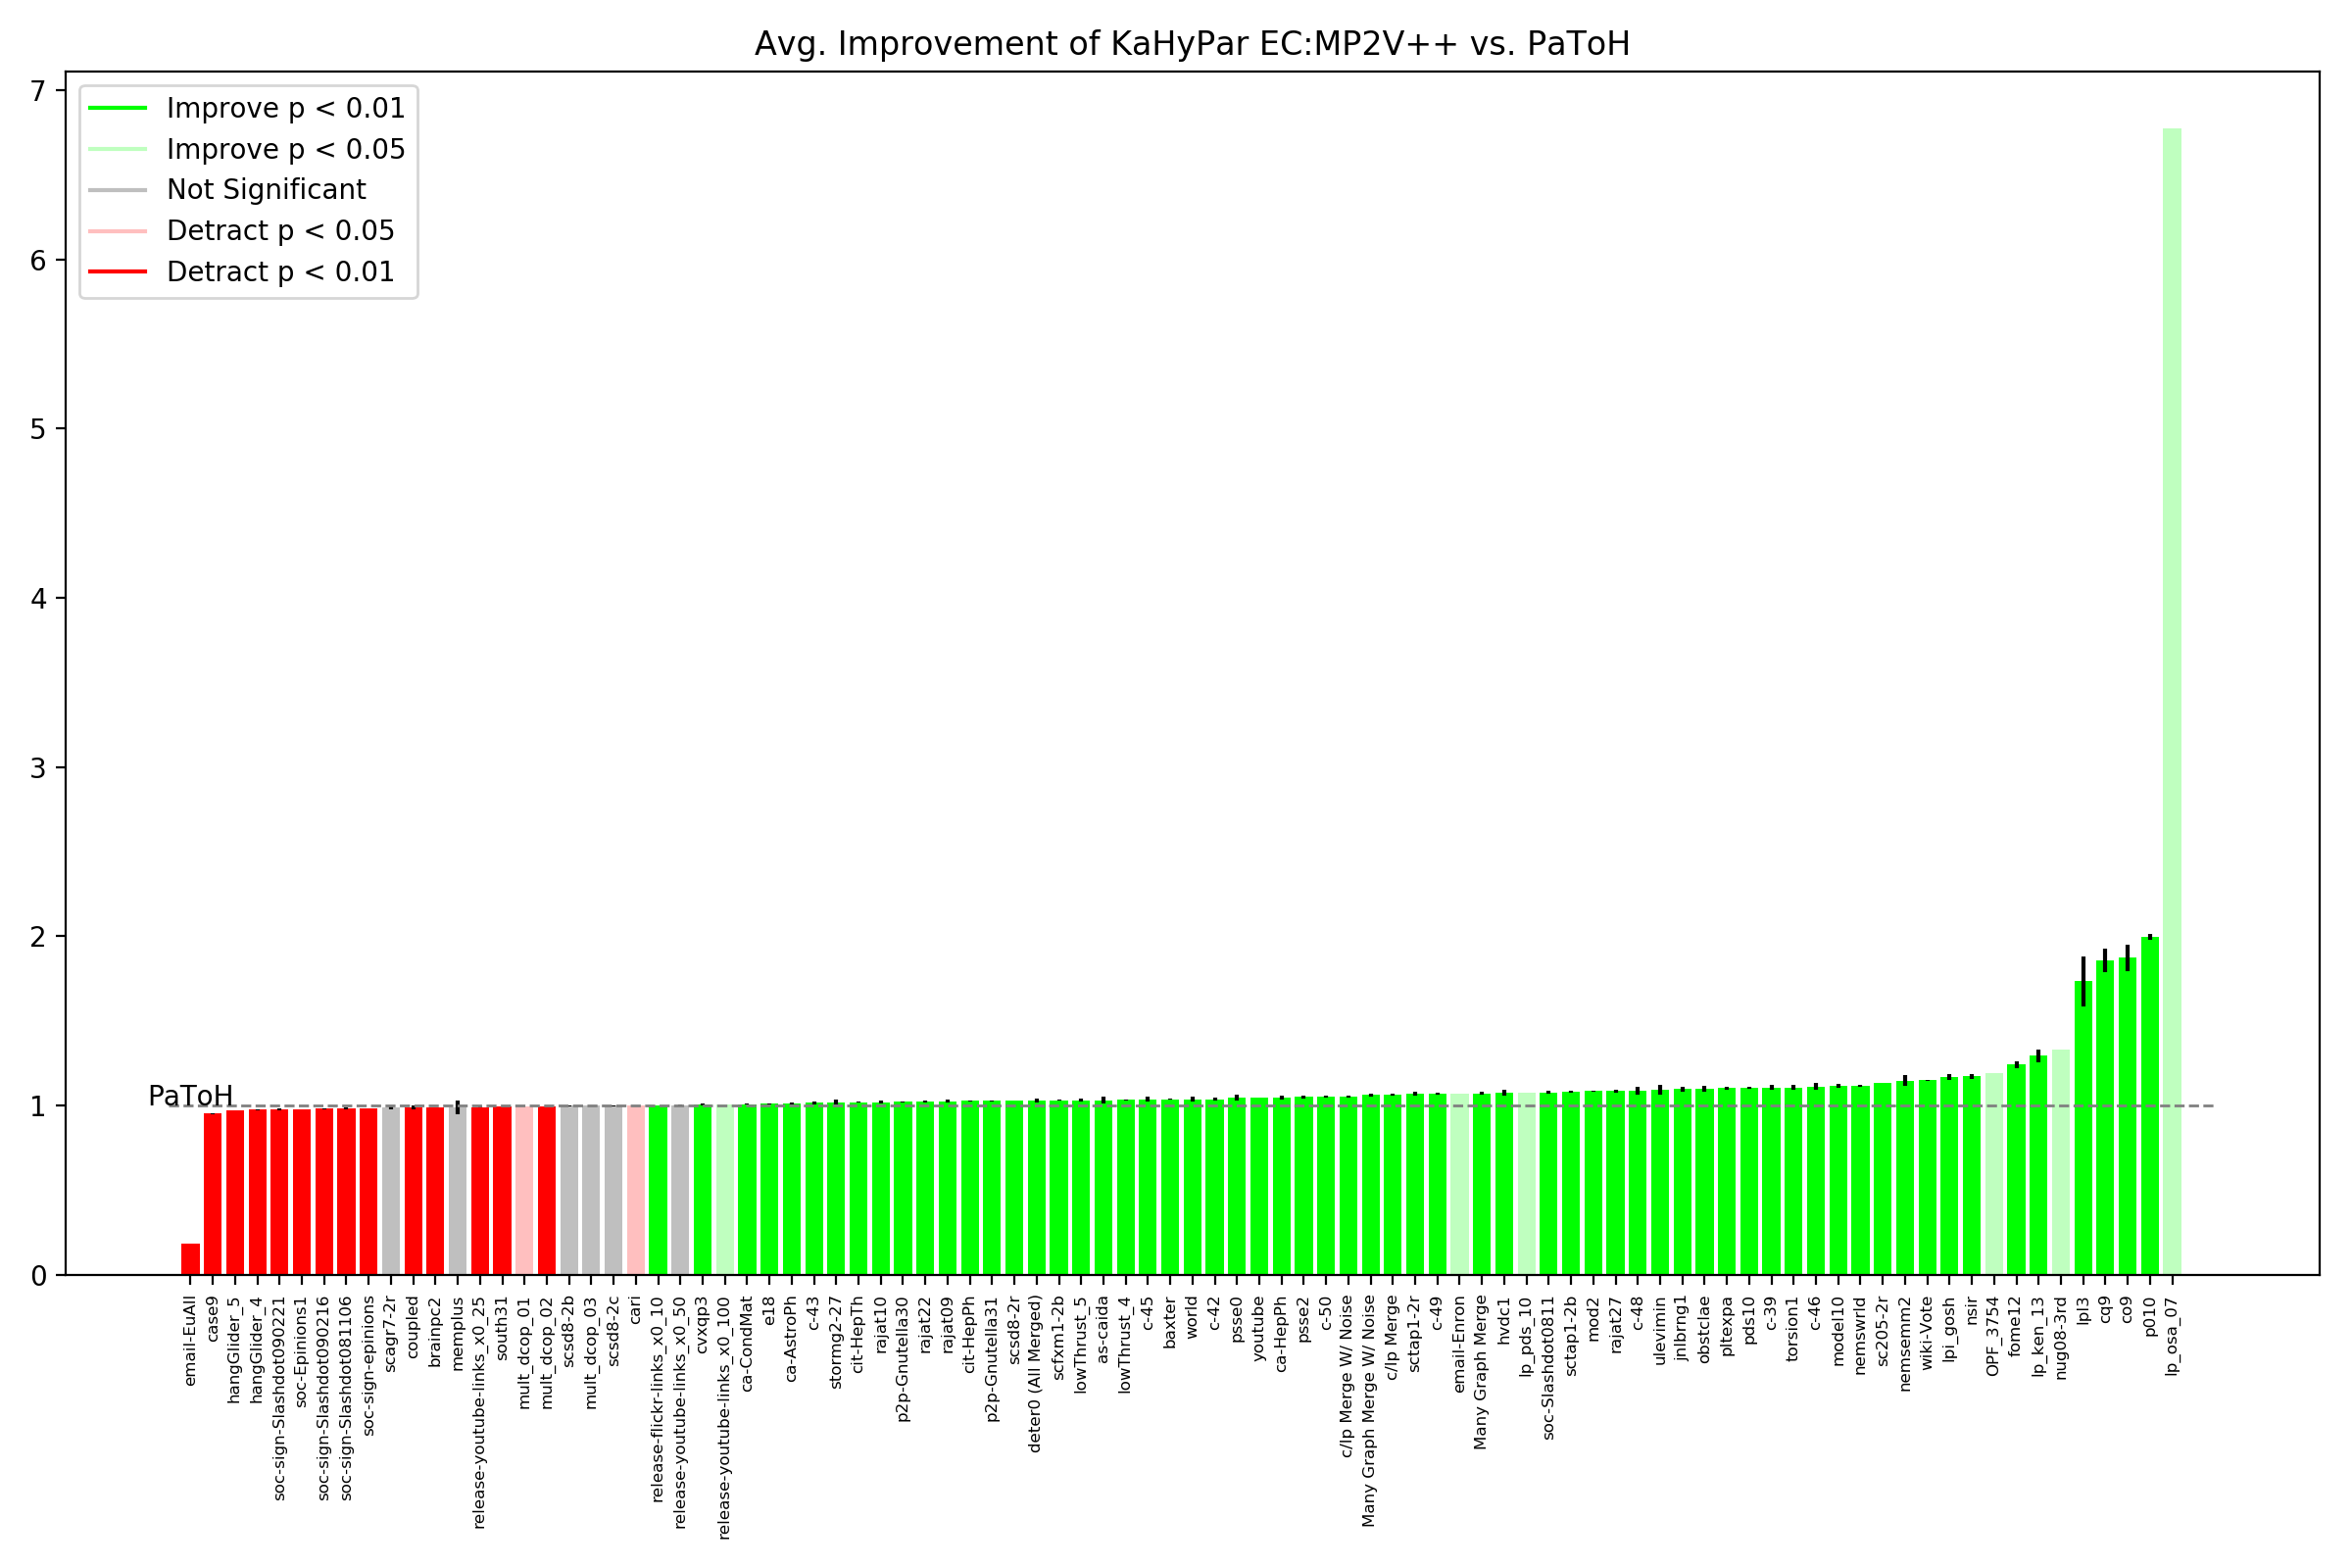 Avg. Improvement of KaHyPar EC:MP2V++ vs. PaToH
7
6
5
4
3
2
1
0
Improve p < 0.01
Improve p < 0.05
Not Significant
Detract p < 0.05
Detract p < 0.01
PaToH
email-EuAll
case9
hangGlider_5
hangGlider_4
soc-sign-Slashdot090221
soc-Epinions1
soc-sign-Slashdot090216
soc-sign-Slashdot081106
soc-sign-epinions
scagr7-2r
coupled
brainpc2
memplus
release-youtube-links_x0_25
south31
mult_dcop_01
mult_dcop_02
scsd8-2b
mult_dcop_03
scsd8-2c
cari
release-flickr-links_x0_10
release-youtube-links_x0_50
cvxqp3
release-youtube-links_x0_100
ca-CondMat
e18
ca-AstroPh
c-43
stormg2-27
cit-HepTh
rajat10
p2p-Gnutella30
rajat22
rajat09
cit-HepPh
p2p-Gnutella31
scsd8-2r
deter0 (All Merged)
scfxm1-2b
lowThrust_5
as-caida
lowThrust_4
c-45
baxter
world
c-42
psse0
youtube
ca-HepPh
psse2
c-50
c/lp Merge W/ Noise
Many Graph Merge W/ Noise
c/lp Merge
sctap1-2r
c-49
email-Enron
Many Graph Merge
hvdc1
lp_pds_10
soc-Slashdot0811
sctap1-2b
mod2
rajat27
c-48
ulevimin
jnlbrng1
obstclae
pltexpa
pds10
c-39
torsion1
c-46
model10
nemswrld
sc205-2r
nemsemm2
wiki-Vote
lpi_gosh
nsir
OPF_3754
fome12
lp_ken_13
nug08-3rd
lpl3
cq9
co9
p010
lp_osa_07